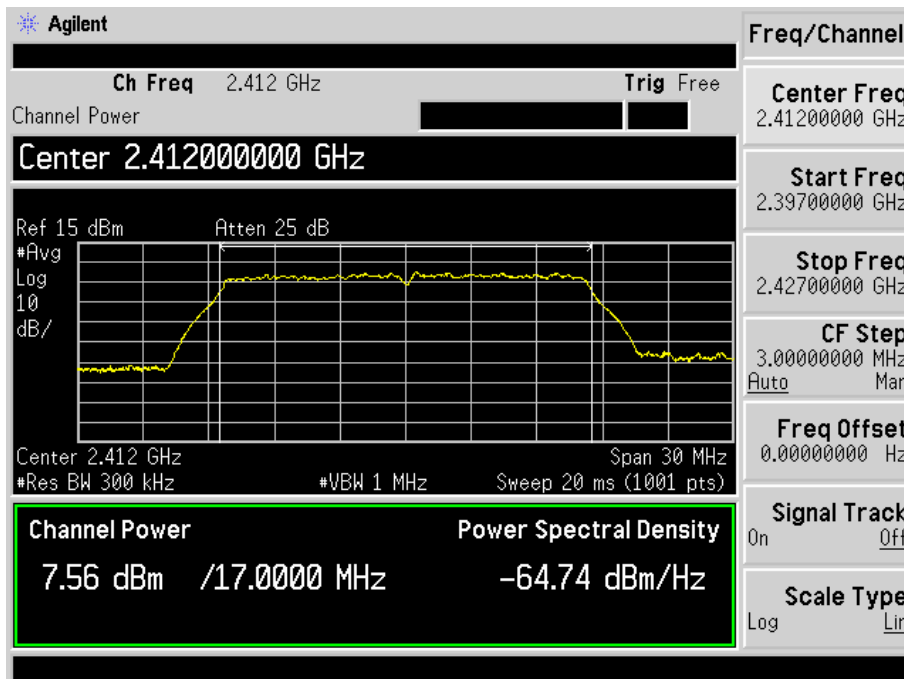 Agilent
Freq/Channel
Ch Freq 2.412 GHz Trig Free
Channel Power
Center 2.412000000 GHz
Ref 15 dBm Atten 25 dB
#Avg
Log
10
dB/
Center 2.412 GHz Span 30 MHz
#Res BW 300 kHz #VBW 1 MHz Sweep 20 ms (1001 pts)
Channel Power Power Spectral Density
7.56 dBm /17.0000 MHz -64.74 dBm/Hz
Center Freq
2.41200000 GHz
Start Freq
2.39700000 GHz
Stop Freq
2.42700000 GHz
CF Step
3.00000000 MHz
Auto Man
Freq Offset
0.00000000 Hz
Signal Track
On Off
Scale Type
Log Lin